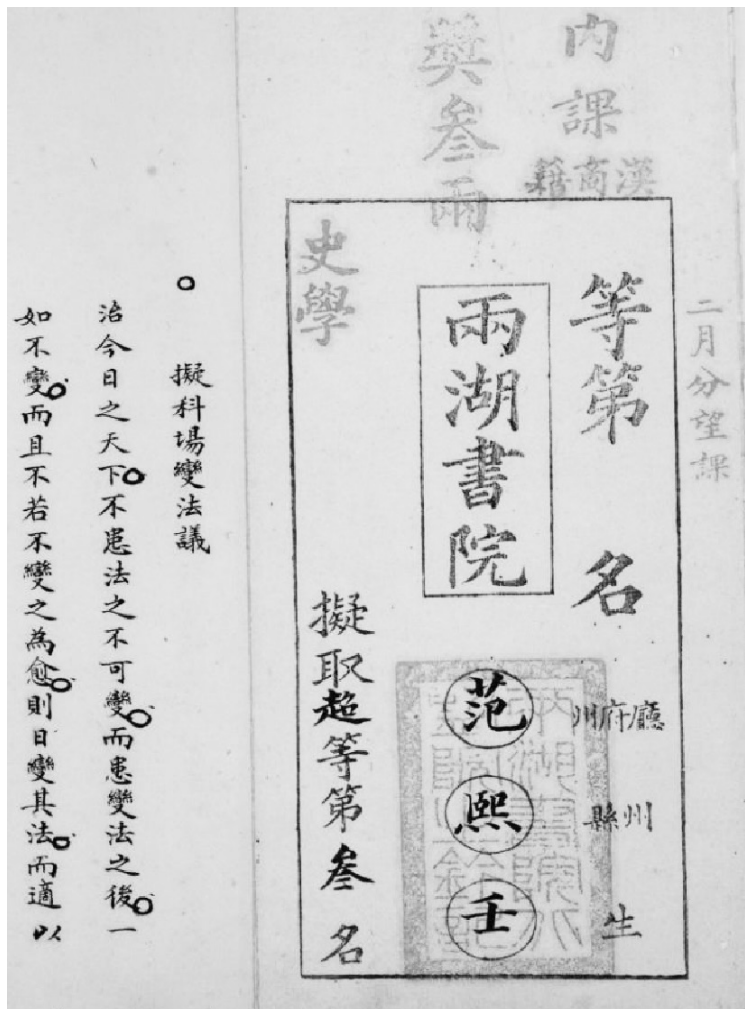 二月分望課
內課
漢商籍
獎叁兩
等第 名
廳府州
州縣
生
兩湖書院
范熙壬
史學
擬取超等第叁名
擬科場變法議
治今日之天下不患法之不可變而患變法之後一
如不變而且不若不變之為愈則日變其法而適以